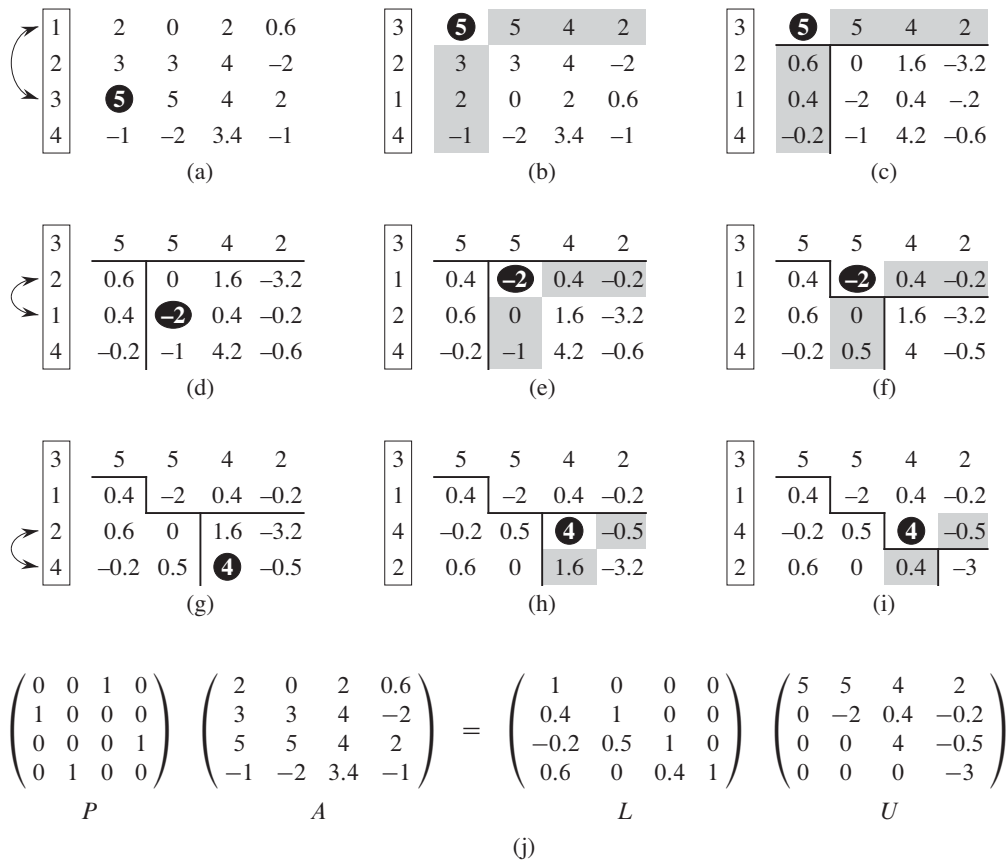 1 2 0 2 0.6
2 3 3 4 –2
3 5 5 4 2
4 –1 –2 3.4 –1
(a)
3 5 5 4 2
2 3 3 4 –2
1 2 0 2 0.6
4 –1 –2 3.4 –1
(b)
3 5 5 4 2
2 0.6 0 1.6 –3.2
1 0.4 –2 0.4 –.2
4 –0.2 –1 4.2 –0.6
(c)
3 5 5 4 2
2 0.6 0 1.6 –3.2
1 0.4 –2 0.4 –0.2
4 –0.2 –1 4.2 –0.6
(d)
3 5 5 4 2
1 0.4 –2 0.4 –0.2
2 0.6 0 1.6 –3.2
4 –0.2 –1 4.2 –0.6
(e)
3 5 5 4 2
1 0.4 –2 0.4 –0.2
2 0.6 0 1.6 –3.2
4 –0.2 0.5 4 –0.5
(f)
3 5 5 4 2
1 0.4 –2 0.4 –0.2
2 0.6 0 1.6 –3.2
4 –0.2 0.5 4 –0.5
(g)
3 5 5 4 2
1 0.4 –2 0.4 –0.2
4 –0.2 0.5 4 –0.5
2 0.6 0 1.6 –3.2
(h)
3 5 5 4 2
1 0.4 –2 0.4 –0.2
4 –0.2 0.5 4 –0.5
2 0.6 0 0.4 –3
(i)
0 0 1 0
1 0 0 0
0 0 0 1
0 1 0 0
P
2 0 2 0.6
3 3 4 −2
5 5 4 2
−1 −2 3.4 −1
A
=
1 0 0 0
0.4 1 0 0
−0.2 0.5 1 0
0.6 0 0.4 1
L
5 5 4 2
0 −2 0.4 −0.2
0 0 4 −0.5
0 0 0 −3
U
(j)